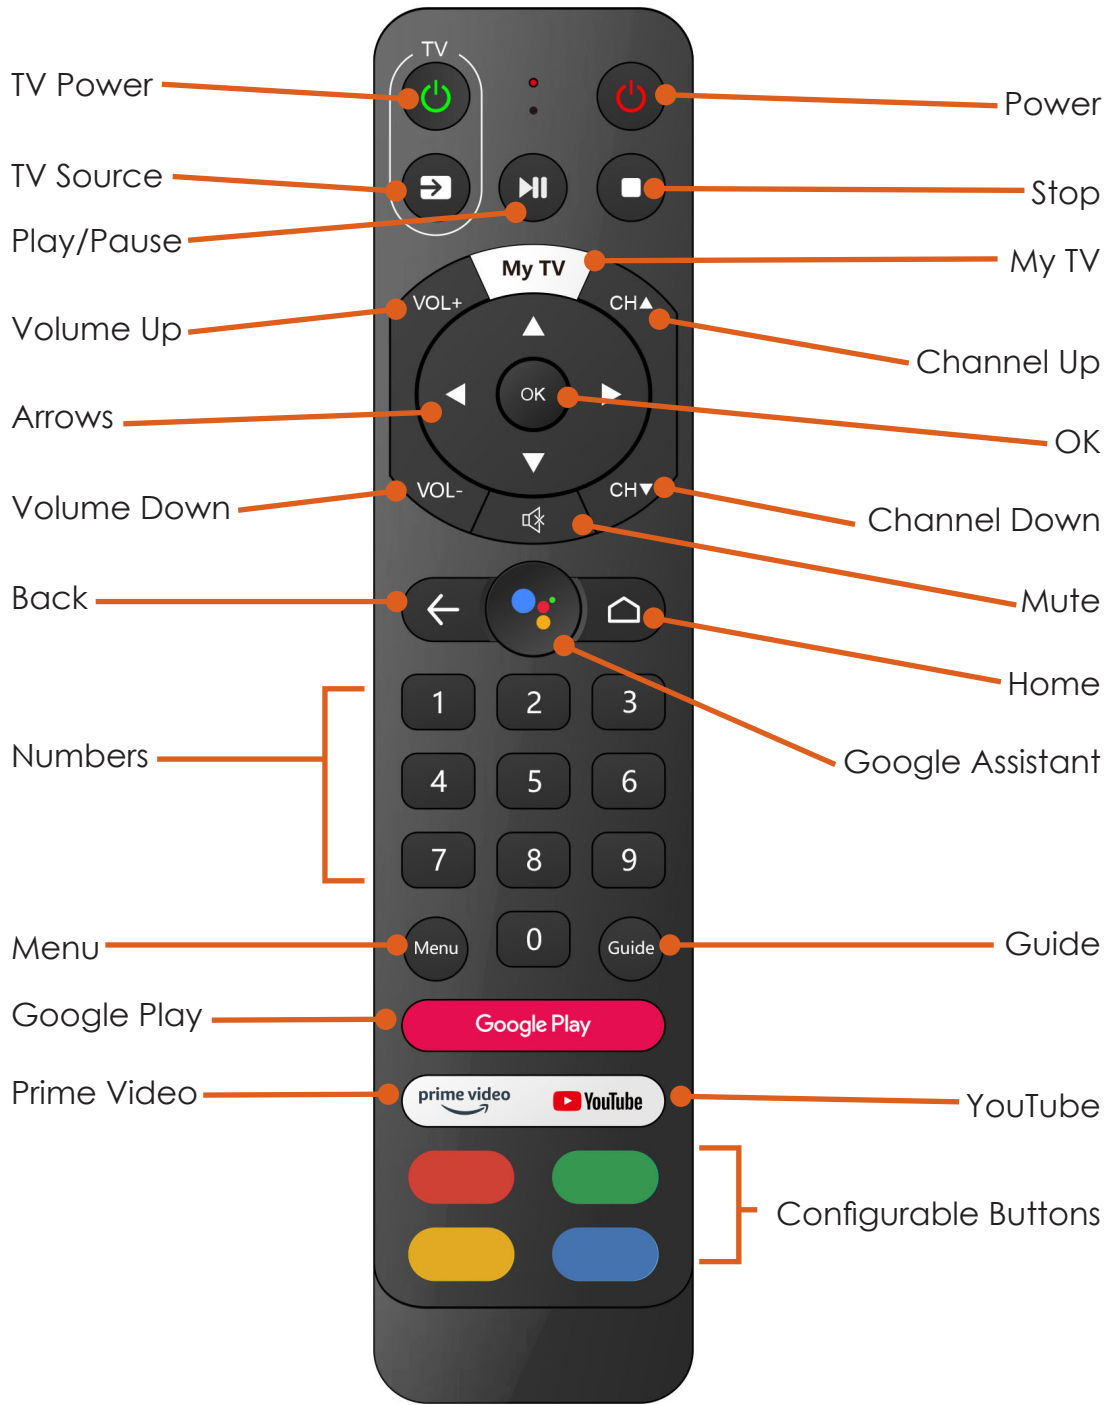 TV
TV Power
Power
TV Source
Stop
Play/Pause
My TV
My TV
VOL+
CH▲
Volume Up
Channel Up
Arrows
OK
OK
VOL-
CH▼
Volume Down
Channel Down
Back
Mute
Home
1 2 3
Numbers
Google Assistant
4 5 6
7 8 9
Menu
Menu
0
Guide
Guide
Google Play
Google Play
Prime Video
prime video
YouTube
YouTube
Configurable Buttons